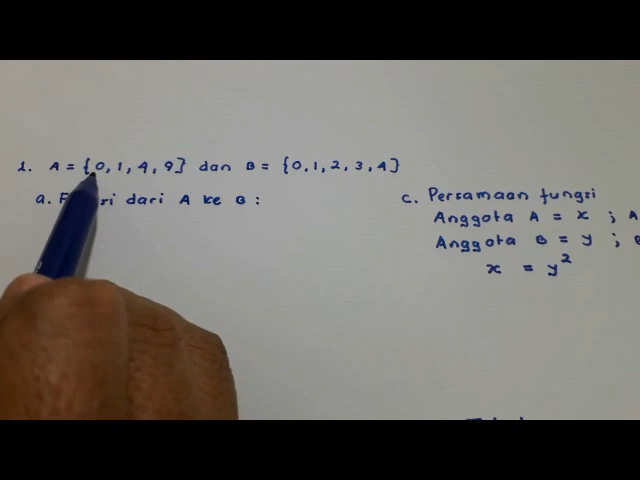 1. A = {0, 1, 4, 9} dan B = {0, 1, 2, 3, 4}
a. dari A ke B :
c. Persamaan fungsi
Anggota A = x ; A
Anggota B = y ; B
x = y²